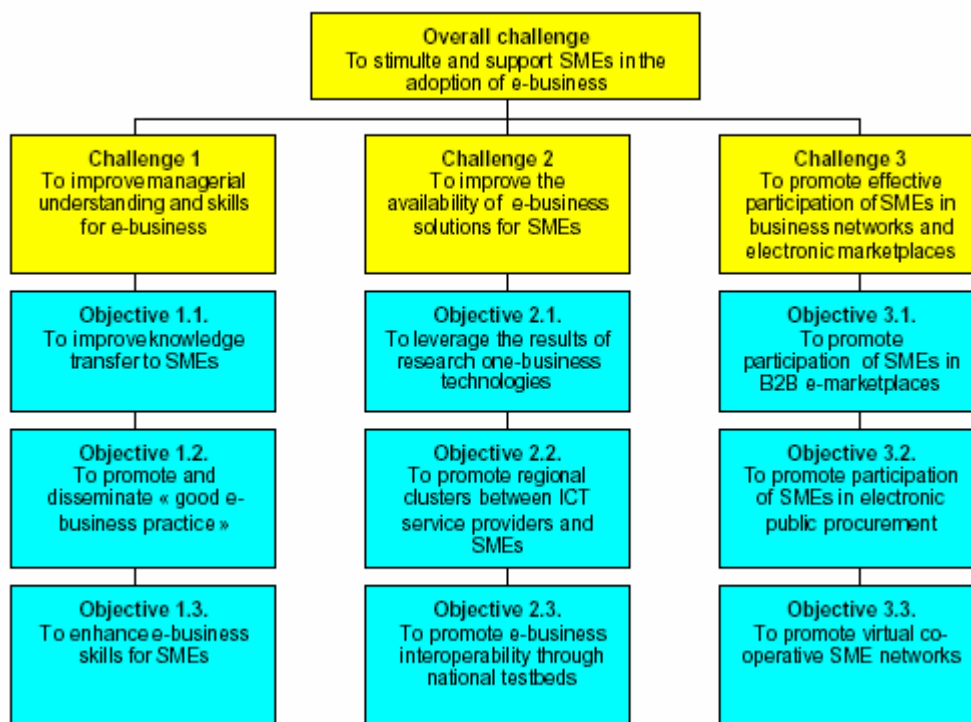 Overall challenge
To stimulte and support SMEs in the
adoption of e-business
Challenge 1
To improve managerial
understanding and skills
for e-business
Challenge 2
To improve the
availability of e-business
solutions for SMEs
Challenge 3
To promote effective
participation of SMEs in
business networks and
electronic marketplaces
Objective 1.1.
To improve knowledge
transfer to SMEs
Objective 2.1.
To leverage the results of
research one-business
technologies
Objective 3.1.
To promote
participation of SMEs in
B2B e-marketplaces
Objective 1.2.
To promote and
disseminate « good e-
business practice »
Objective 2.2.
To promote regional
clusters between ICT
service providers and
SMEs
Objective 3.2.
To promote participation
of SMEs in electronic
public procurement
Objective 1.3.
To enhance e-business
skills for SMEs
Objective 2.3.
To promote e-business
interoperability through
national testbeds
Objective 3.3.
To promote virtual co-
operative SME networks